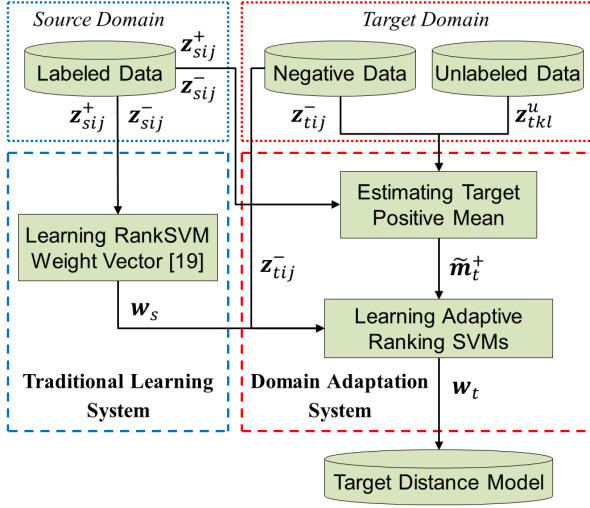 Source Domain
Target Domain
Labeled Data
Negative Data
Unlabeled Data
z⁺ₛᵢⱼ
z⁻ₛᵢⱼ
z⁺ₛᵢⱼ z⁻ₛᵢⱼ
z⁻ₜᵢⱼ
zᵘₜₖₗ
Estimating Target
Positive Mean
Learning RankSVM
Weight Vector [19]
z⁻ₜᵢⱼ
m̃⁺ₜ
wₛ
Learning Adaptive
Ranking SVMs
Traditional Learning
System
Domain Adaptation
System
wₜ
Target Distance Model